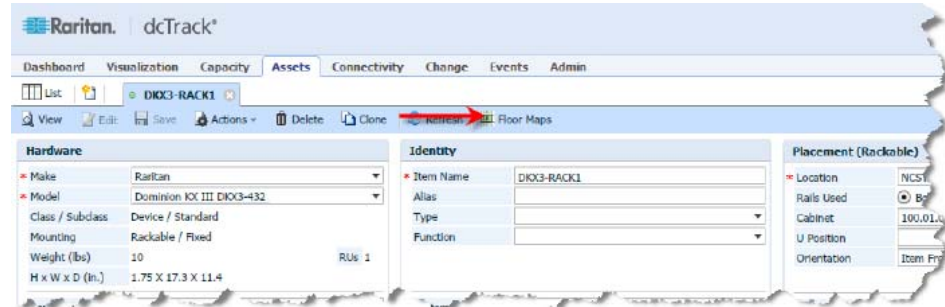 Raritan. dcTrack®
Dashboard Visualization Capacity Assets Connectivity Change Events Admin
List DKX3-RACK1
View Edit Save Actions Delete Clone Refresh Floor Maps
Hardware Identity Placement (Rackable)
* Make Raritan * Item Name DKX3-RACK1 * Location NCST
* Model Dominion KX III DKX3-432 Alias Rails Used
Class / Subclass Device / Standard Type Cabinet
Mounting Rackable / Fixed Function U Position
Weight (lbs) 10 RUs 1 Orientation Item
H x W x D (in.) 1.75 X 17.3 X 11.4